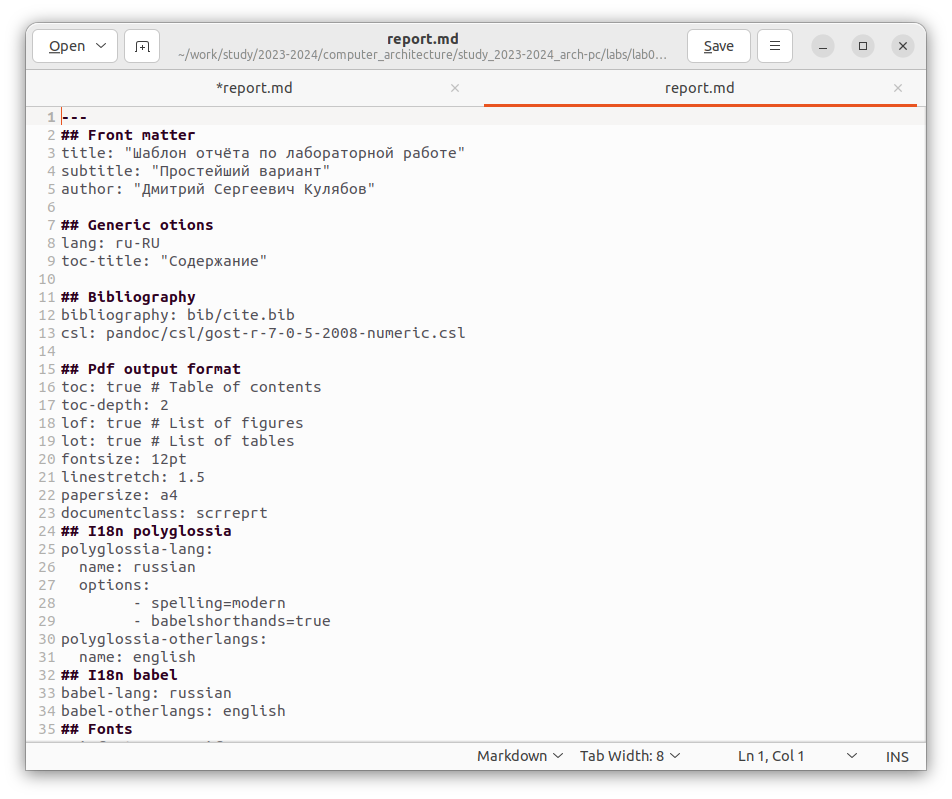 Open
report.md
~/work/study/2023-2024/computer_architecture/study_2023-2024_arch-pc/labs/lab0…
Save
*report.md
report.md
1 ---
2 ## Front matter
3 title: "Шаблон отчёта по лабораторной работе"
4 subtitle: "Простейший вариант"
5 author: "Дмитрий Сергеевич Кулябов"
6
7 ## Generic otions
8 lang: ru-RU
9 toc-title: "Содержание"
10
11 ## Bibliography
12 bibliography: bib/cite.bib
13 csl: pandoc/csl/gost-r-7-0-5-2008-numeric.csl
14
15 ## Pdf output format
16 toc: true # Table of contents
17 toc-depth: 2
18 lof: true # List of figures
19 lot: true # List of tables
20 fontsize: 12pt
21 linestretch: 1.5
22 papersize: a4
23 documentclass: scrreprt
24 ## I18n polyglossia
25 polyglossia-lang:
26   name: russian
27   options:
28         - spelling=modern
29         - babelshorthands=true
30 polyglossia-otherlangs:
31   name: english
32 ## I18n babel
33 babel-lang: russian
34 babel-otherlangs: english
35 ## Fonts
Markdown
Tab Width: 8
Ln 1, Col 1
INS